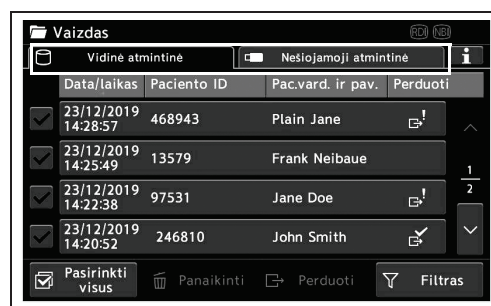 Vaizdas RDI NBI
Vidinė atmintinė Nešiojamoji atmintinė i
Data/laikas Paciento ID Pac.vard. ir pav. Perduoti
23/12/2019
14:28:57 468943 Plain Jane
23/12/2019
14:25:49 13579 Frank Neibaue
23/12/2019
14:22:38 97531 Jane Doe
23/12/2019
14:20:52 246810 John Smith
1
2
Pasirinkti
visus Panaikinti Perduoti Filtras